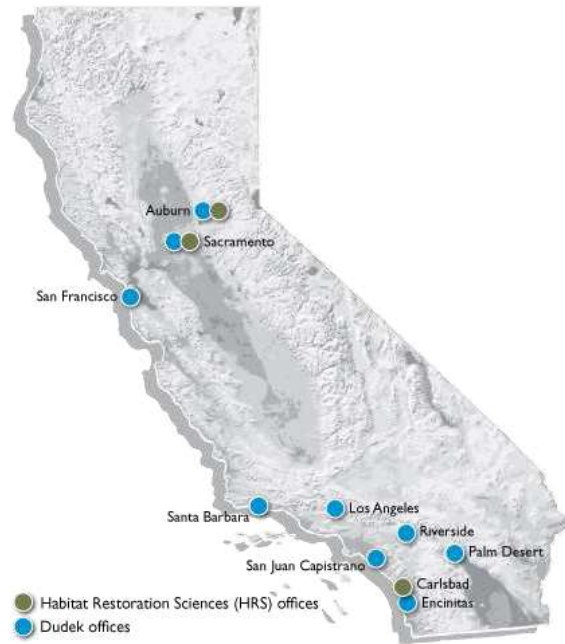 Auburn
Sacramento
San Francisco
Santa Barbara
Los Angeles
Riverside
San Juan Capistrano
Palm Desert
Carlsbad
Encinitas
Habitat Restoration Sciences (HRS) offices
Dudek offices